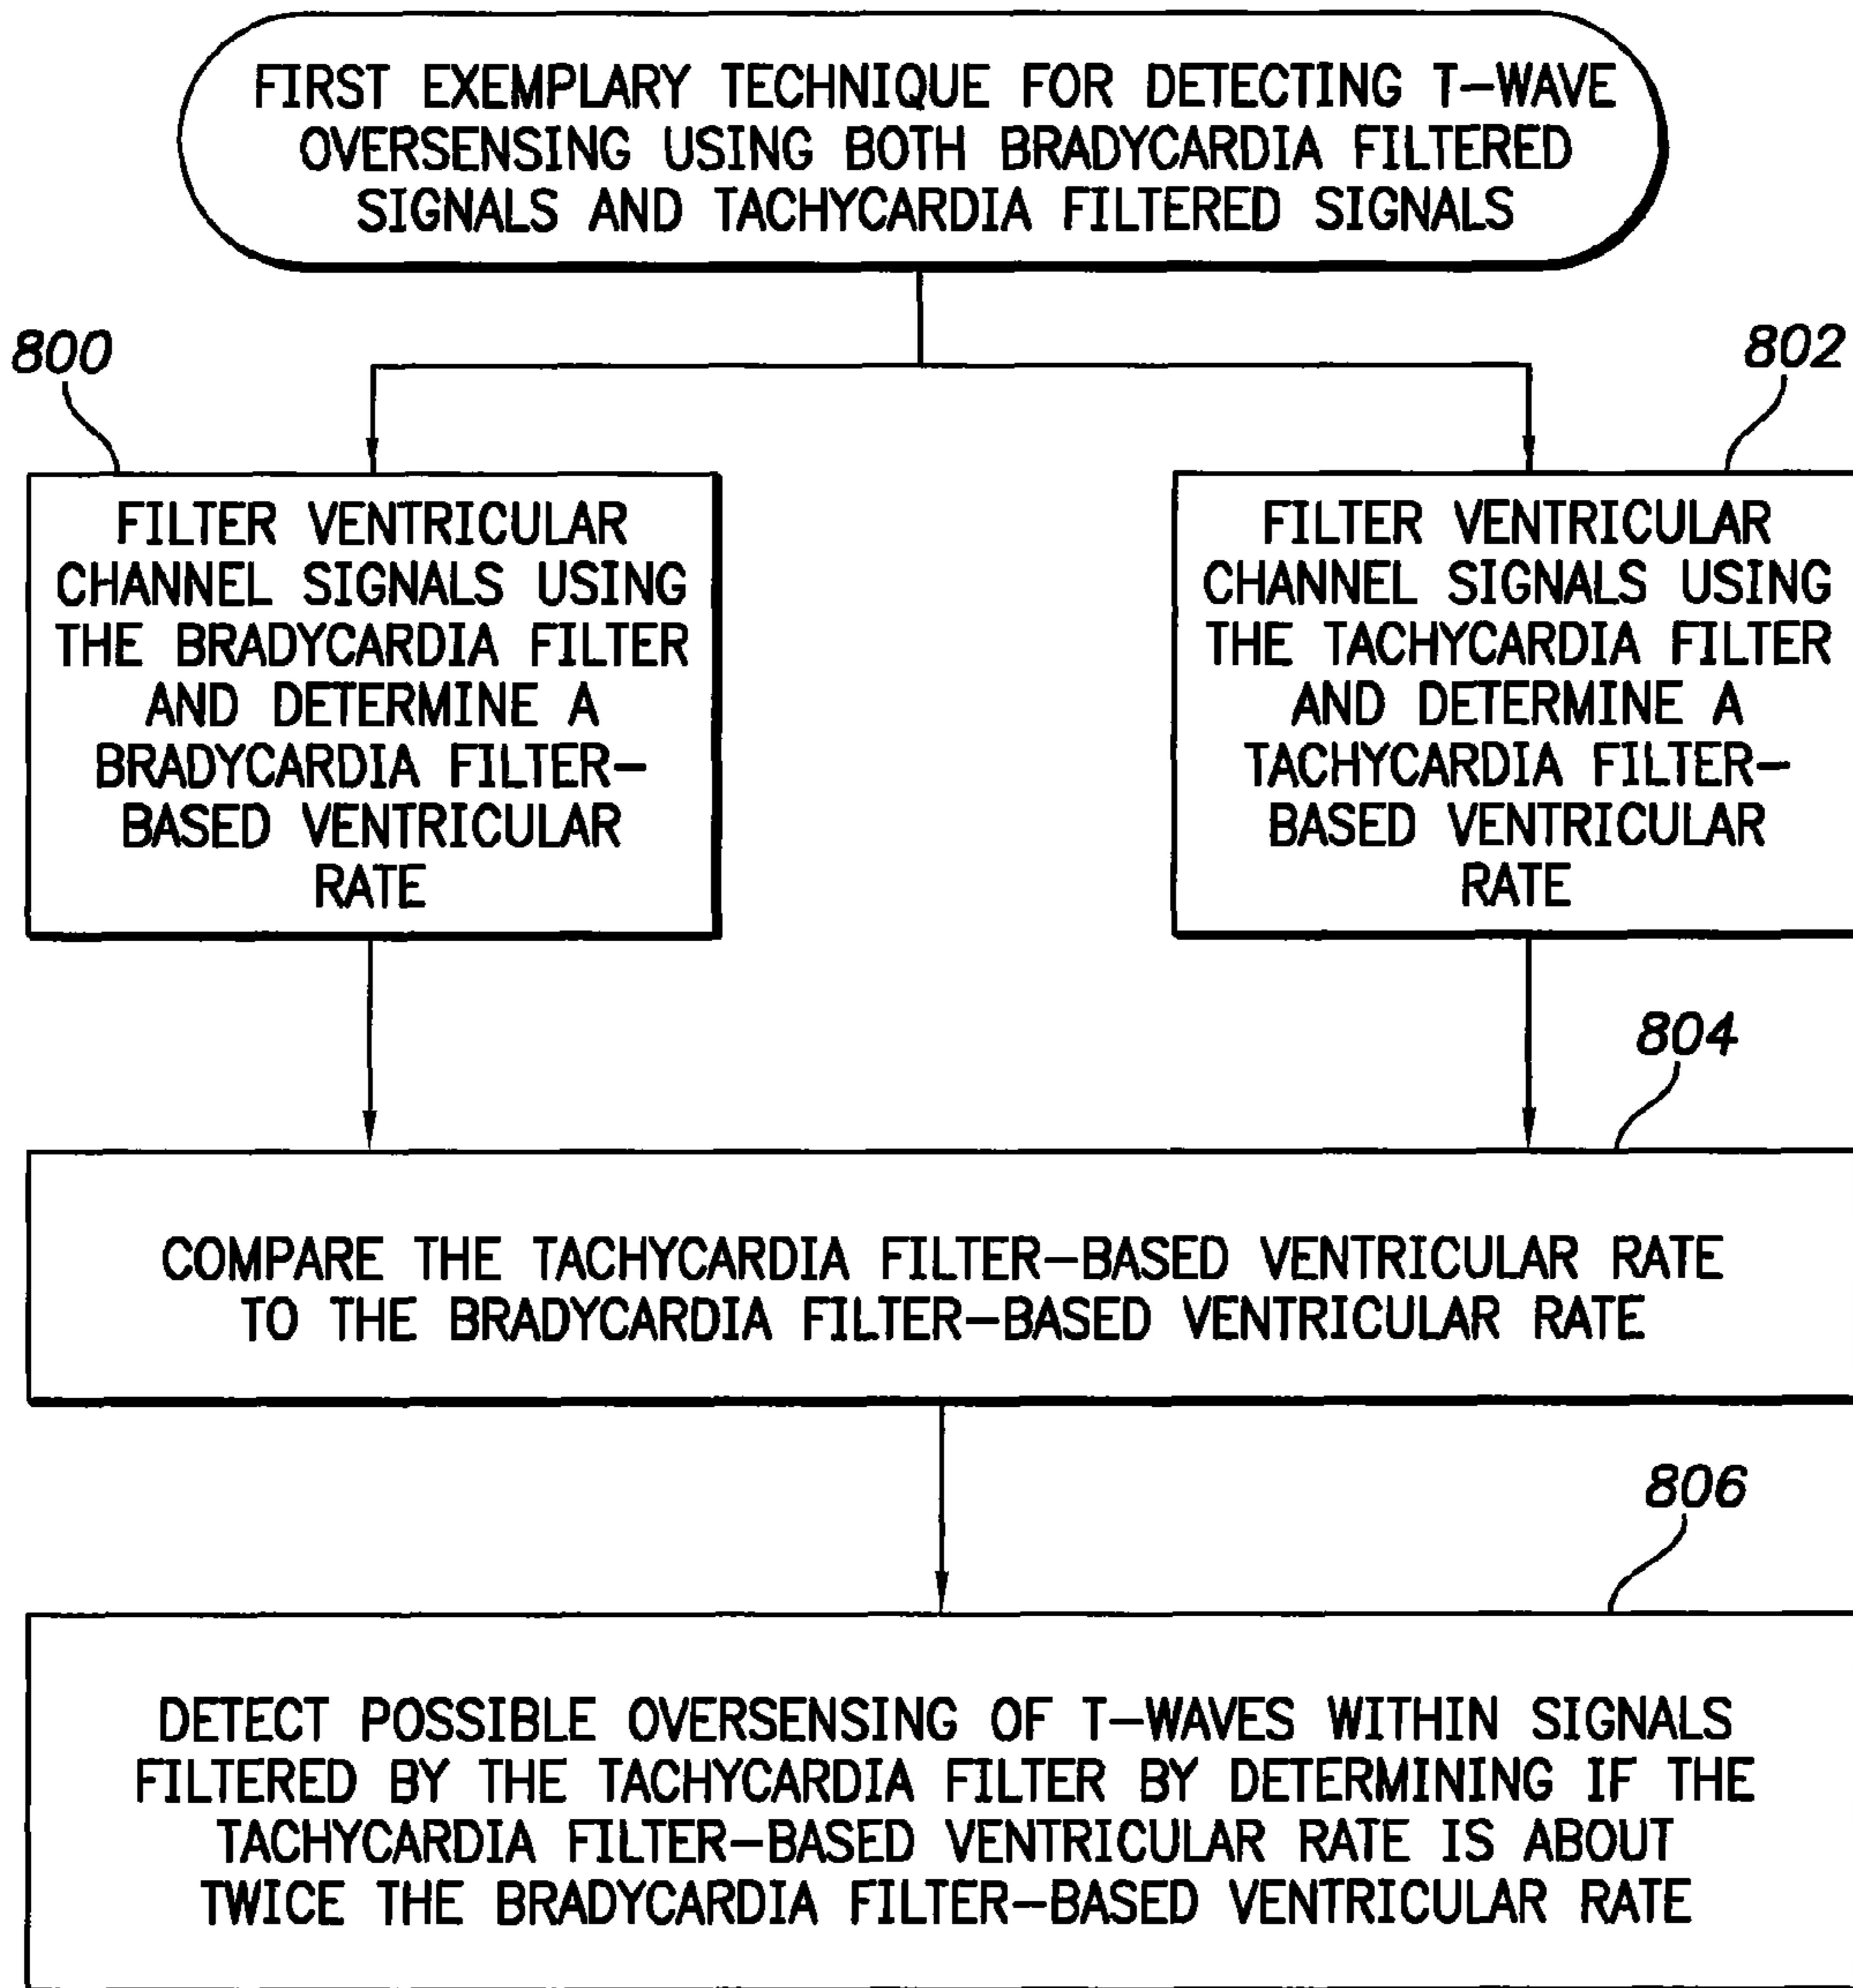 FIRST EXEMPLARY TECHNIQUE FOR DETECTING T-WAVE
OVERSENSING USING BOTH BRADYCARDIA FILTERED
SIGNALS AND TACHYCARDIA FILTERED SIGNALS
800
802
FILTER VENTRICULAR
CHANNEL SIGNALS USING
THE BRADYCARDIA FILTER
AND DETERMINE A
BRADYCARDIA FILTER-
BASED VENTRICULAR
RATE
FILTER VENTRICULAR
CHANNEL SIGNALS USING
THE TACHYCARDIA FILTER
AND DETERMINE A
TACHYCARDIA FILTER-
BASED VENTRICULAR
RATE
804
COMPARE THE TACHYCARDIA FILTER-BASED VENTRICULAR RATE
TO THE BRADYCARDIA FILTER-BASED VENTRICULAR RATE
806
DETECT POSSIBLE OVERSENSING OF T-WAVES WITHIN SIGNALS
FILTERED BY THE TACHYCARDIA FILTER BY DETERMINING IF THE
TACHYCARDIA FILTER-BASED VENTRICULAR RATE IS ABOUT
TWICE THE BRADYCARDIA FILTER-BASED VENTRICULAR RATE